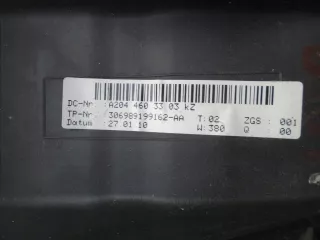 DC-Nr : A204 460 33 03 kZ
TP-Nr. : 306989199162-AA T: 02 ZGS : 001
Datum : 27 01 10 W: 380 Q : 00